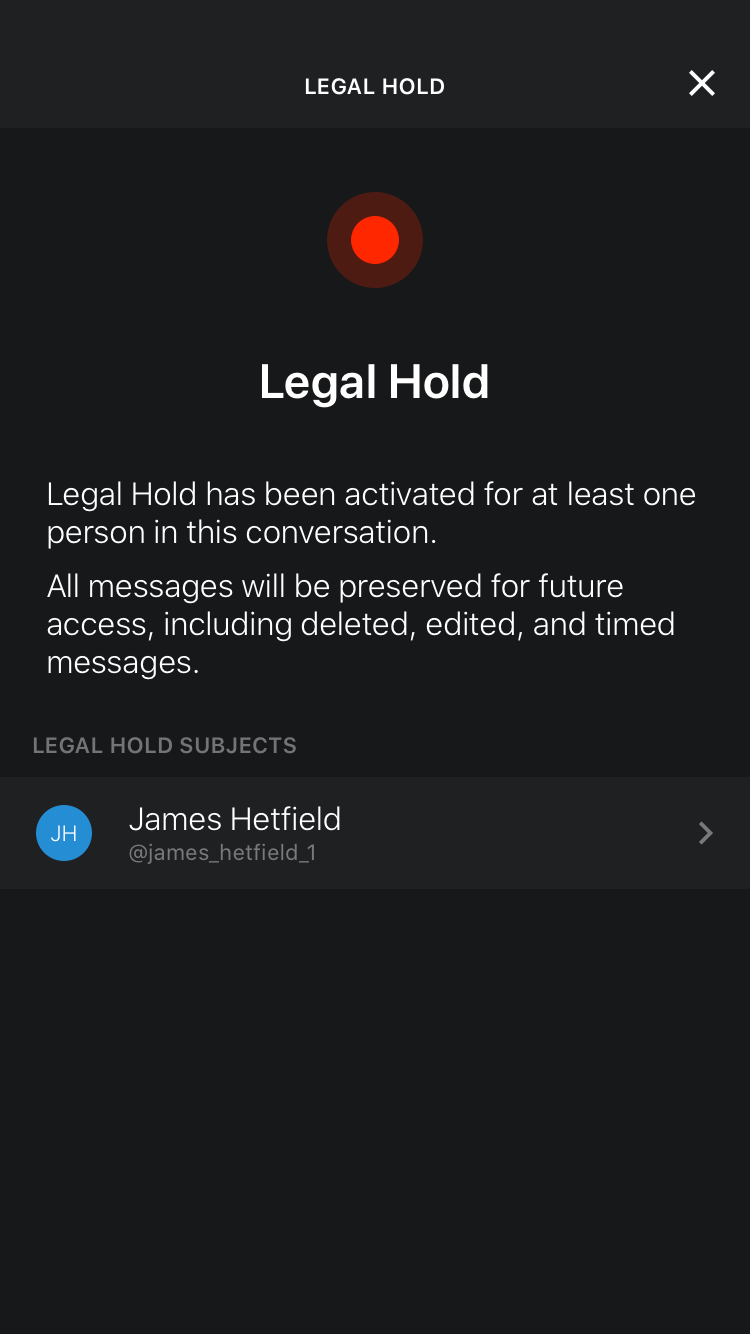 LEGAL HOLD
Legal Hold
Legal Hold has been activated for at least one
person in this conversation.
All messages will be preserved for future
access, including deleted, edited, and timed
messages.
LEGAL HOLD SUBJECTS
JH
James Hetfield
@james_hetfield_1